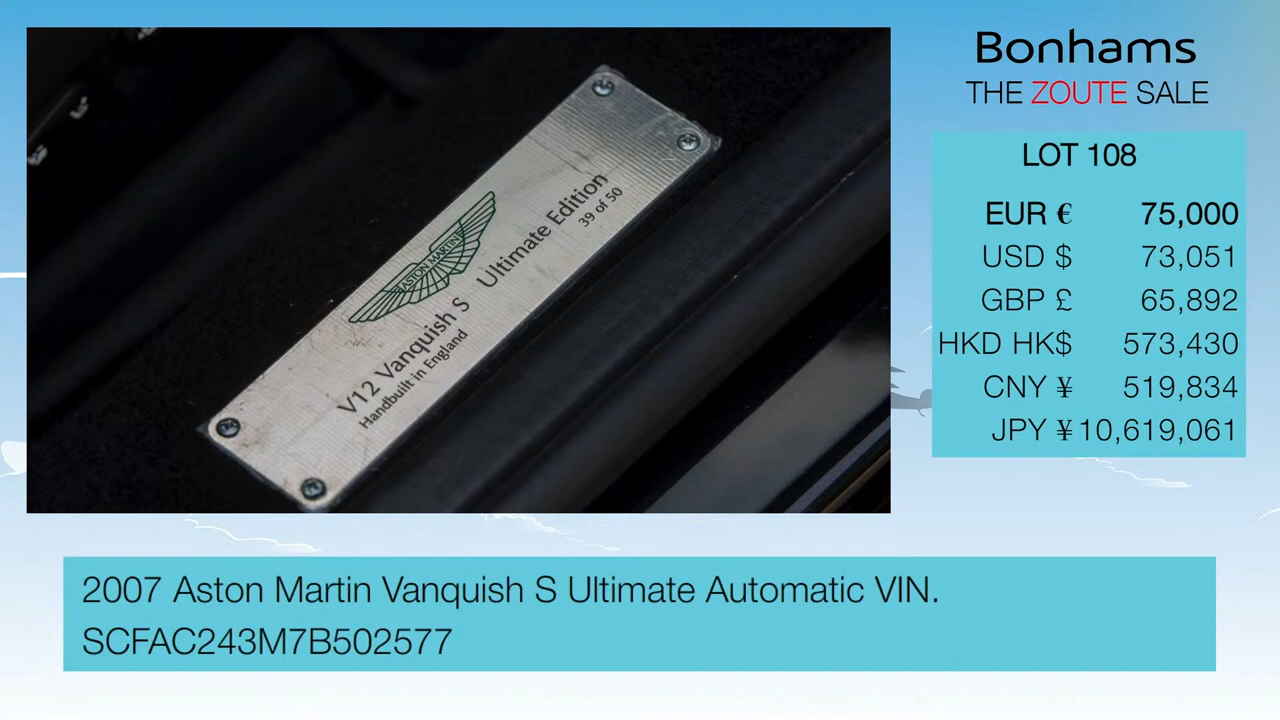 Bonhams
THE ZOUTE SALE
LOT 108
EUR € 75,000
USD $ 73,051
GBP £ 65,892
HKD HK$ 573,430
CNY ¥ 519,834
JPY ¥ 10,619,061
ASTON MARTIN
V12 Vanquish S Ultimate Edition
Handbuilt in England 39 of 50
2007 Aston Martin Vanquish S Ultimate Automatic VIN.
SCFAC243M7B502577